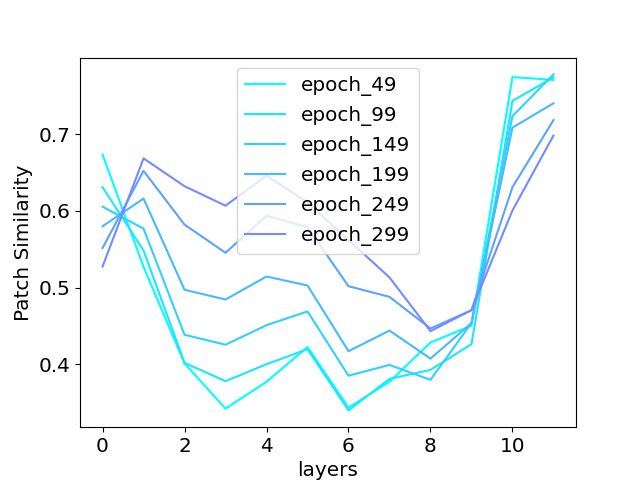 epoch_49
epoch_99
epoch_149
epoch_199
epoch_249
epoch_299
Patch Similarity
0.7
0.6
0.5
0.4
0 2 4 6 8 10
layers